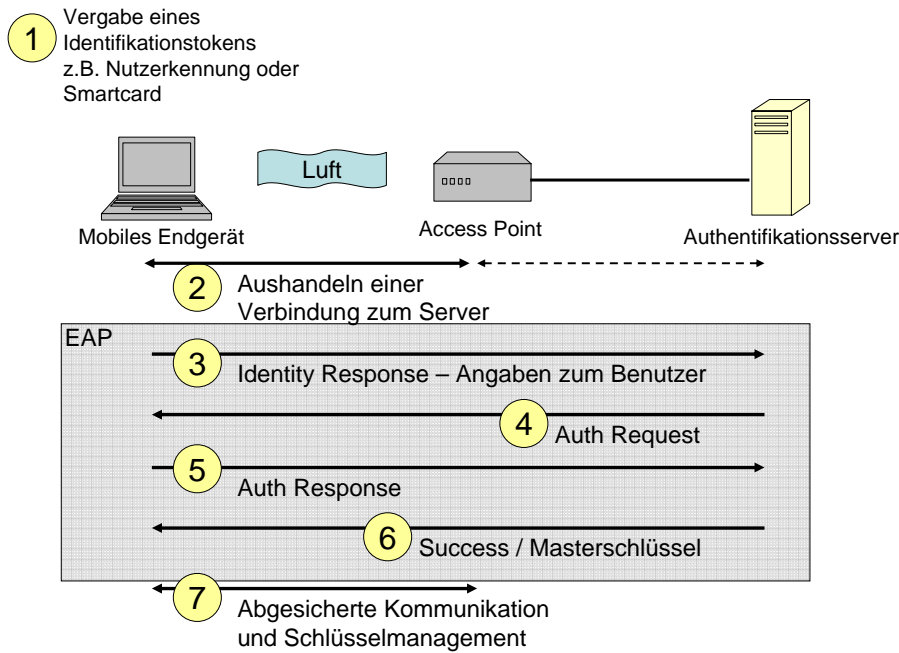 1
Vergabe eines
Identifikationstokens
z.B. Nutzerkennung oder
Smartcard
Luft
Mobiles Endgerät
Access Point
Authentifikationsserver
2
Aushandeln einer
Verbindung zum Server
EAP
3
Identity Response – Angaben zum Benutzer
4
Auth Request
5
Auth Response
6
Success / Masterschlüssel
7
Abgesicherte Kommunikation
und Schlüsselmanagement